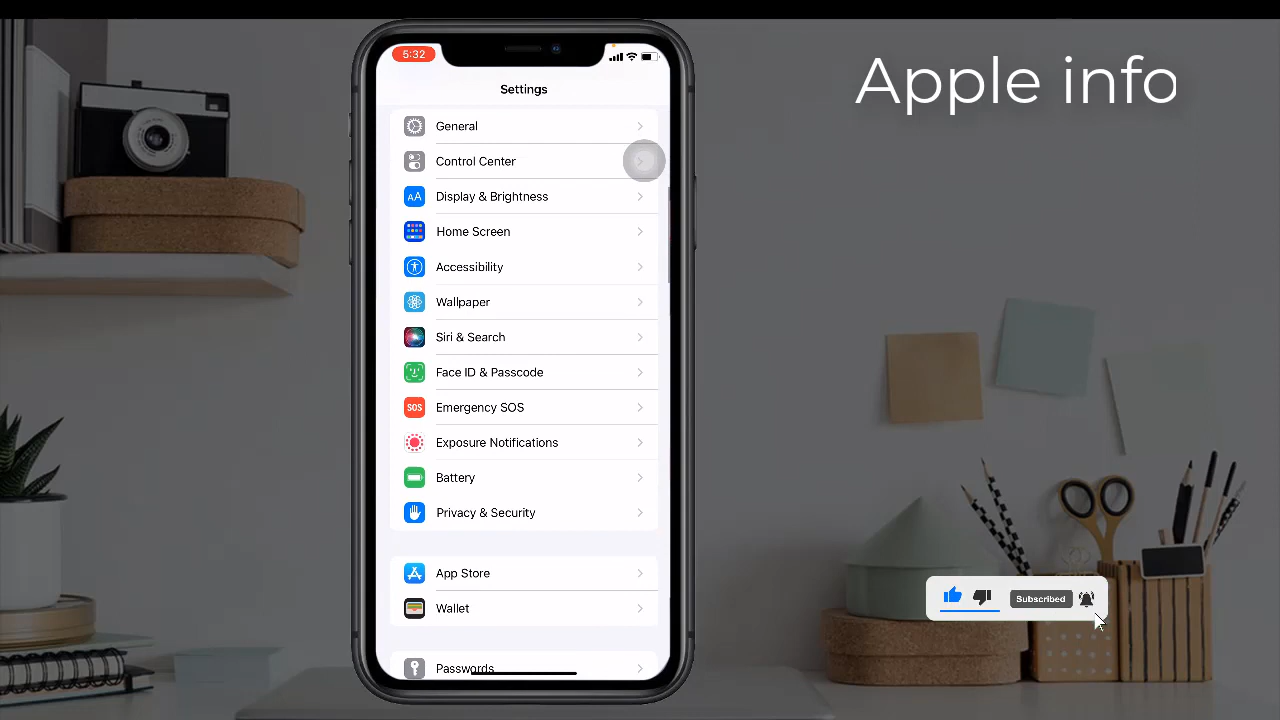 Apple info
5:32
Settings
General
Control Center
AA Display & Brightness
Home Screen
Accessibility
Wallpaper
Siri & Search
Face ID & Passcode
SOS Emergency SOS
Exposure Notifications
Battery
Privacy & Security
App Store
Wallet
Passwords
Subscribed